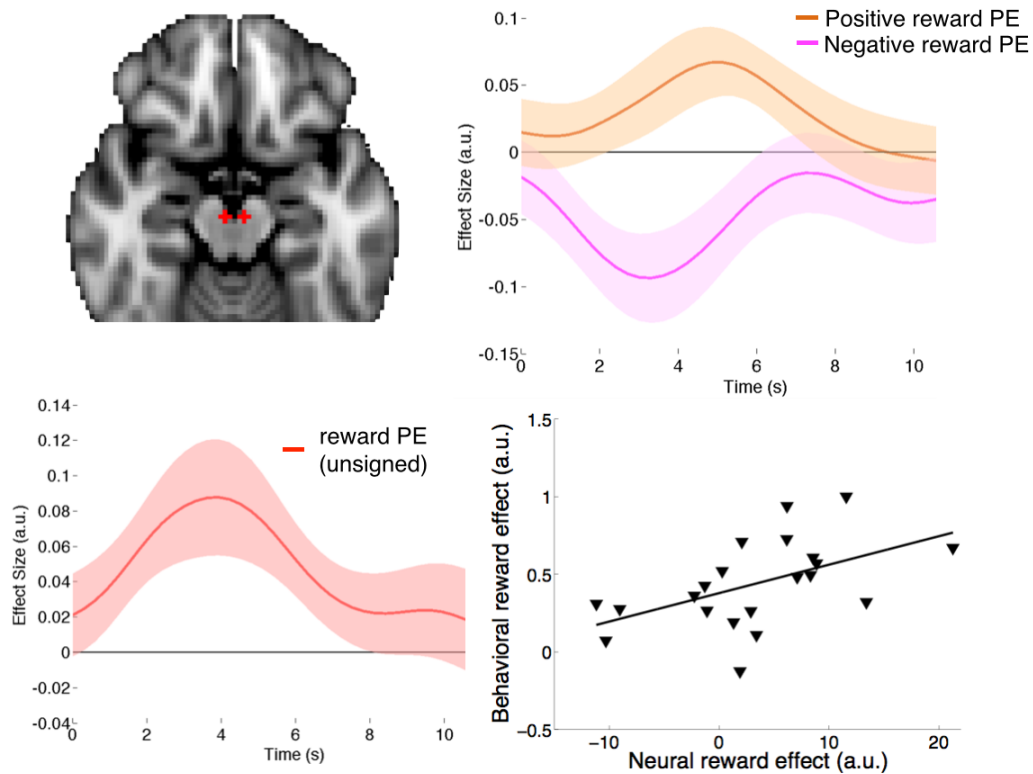 Positive reward PE
Negative reward PE
0.1
0.05
0
-0.05
-0.1
-0.15
Effect Size (a.u.)
0 2 4 6 8 10
Time (s)
0.14
0.12
0.1
0.08
0.06
0.04
0.02
0
-0.02
-0.04
Effect Size (a.u.)
reward PE
(unsigned)
0 2 4 6 8 10
Time (s)
1.5
1
0.5
0
−0.5
Behavioral reward effect (a.u.)
−10 0 10 20
Neural reward effect (a.u.)